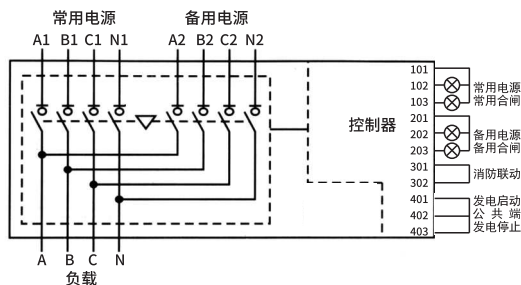 常用电源 备用电源
A1 B1 C1 N1 A2 B2 C2 N2
控制器
101
102 常用电源
103 常用合闸
201
202 备用电源
203 备用合闸
301 消防联动
302
401 发电启动
402 公共端
403 发电停止
A B C N
负载